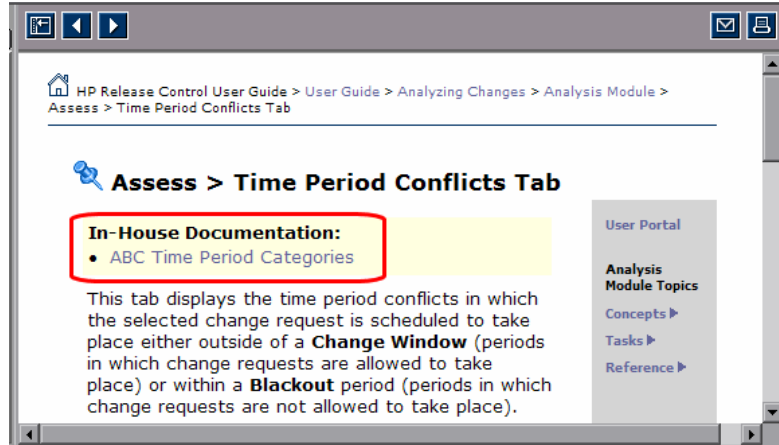 HP Release Control User Guide > User Guide > Analyzing Changes > Analysis Module >
Assess > Time Period Conflicts Tab
Assess > Time Period Conflicts Tab
In-House Documentation:
• ABC Time Period Categories
This tab displays the time period conflicts in which
the selected change request is scheduled to take
place either outside of a Change Window (periods
in which change requests are allowed to take
place) or within a Blackout period (periods in which
change requests are not allowed to take place).
User Portal
Analysis
Module Topics
Concepts
Tasks
Reference